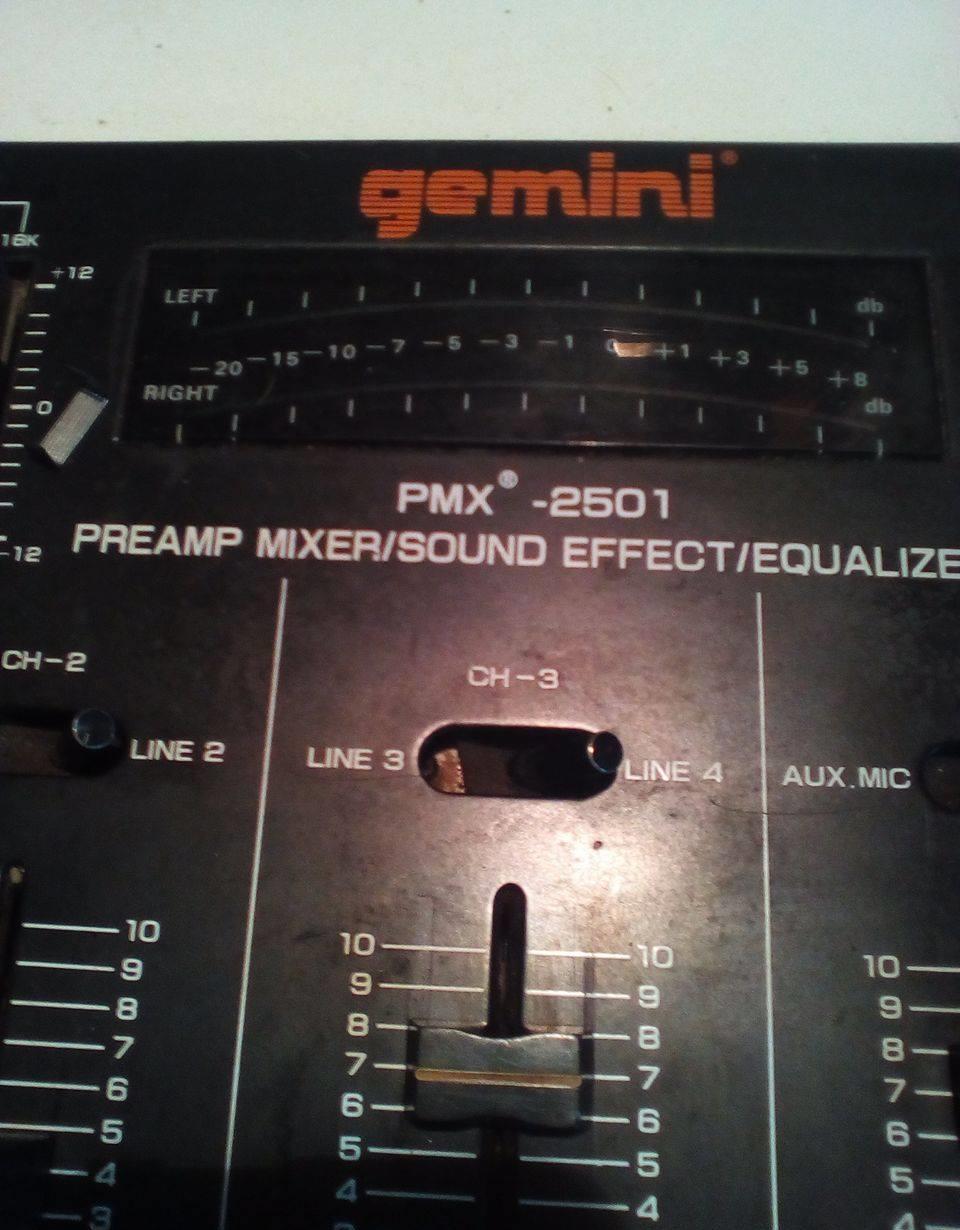 gemini®
16K
+12
0
-12
LEFT db
-20 -15 -10 -7 -5 -3 -1 0 +1 +3 +5 +8
RIGHT db
PMX® -2501
PREAMP MIXER/SOUND EFFECT/EQUALIZE
CH-2
LINE 2
CH-3
LINE 3 LINE 4
AUX.MIC
10
9
8
7
6
5
4
3
10 10
9 9
8 8
7 7
6 6
5 5
4 4
10
9
8
7
6
5
4